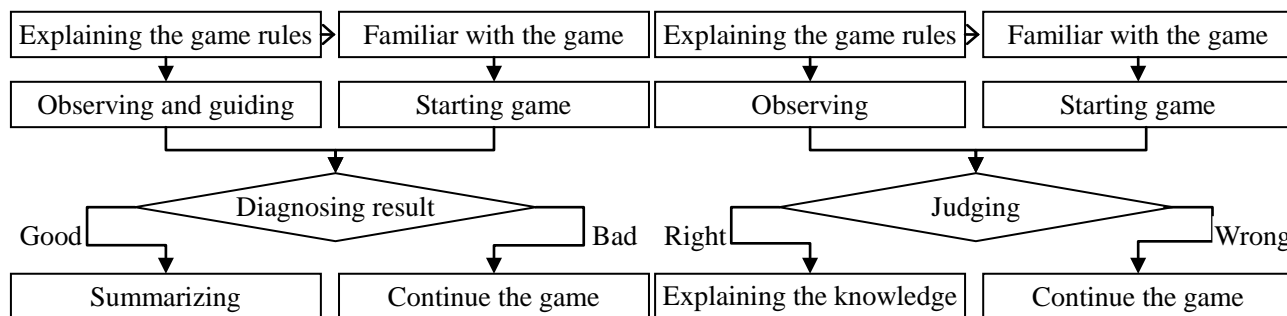 Explaining the game rules
Familiar with the game
Observing and guiding
Starting game
Diagnosing result
Good
Bad
Summarizing
Continue the game
Explaining the game rules
Familiar with the game
Observing
Starting game
Judging
Right
Wrong
Explaining the knowledge
Continue the game